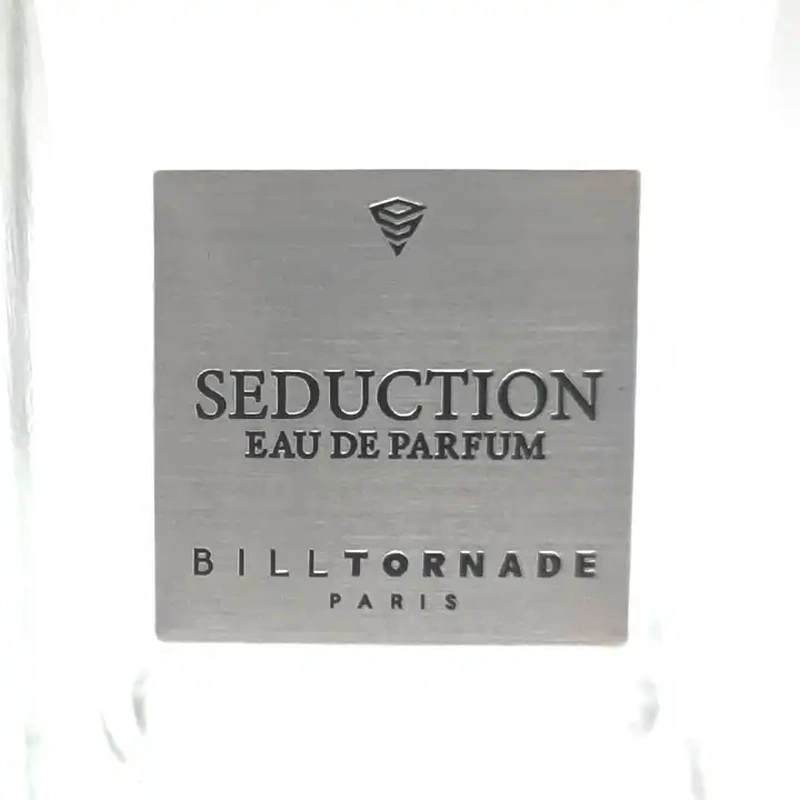 SEDUCTION
EAU DE PARFUM
BILLTORNADE
PARIS